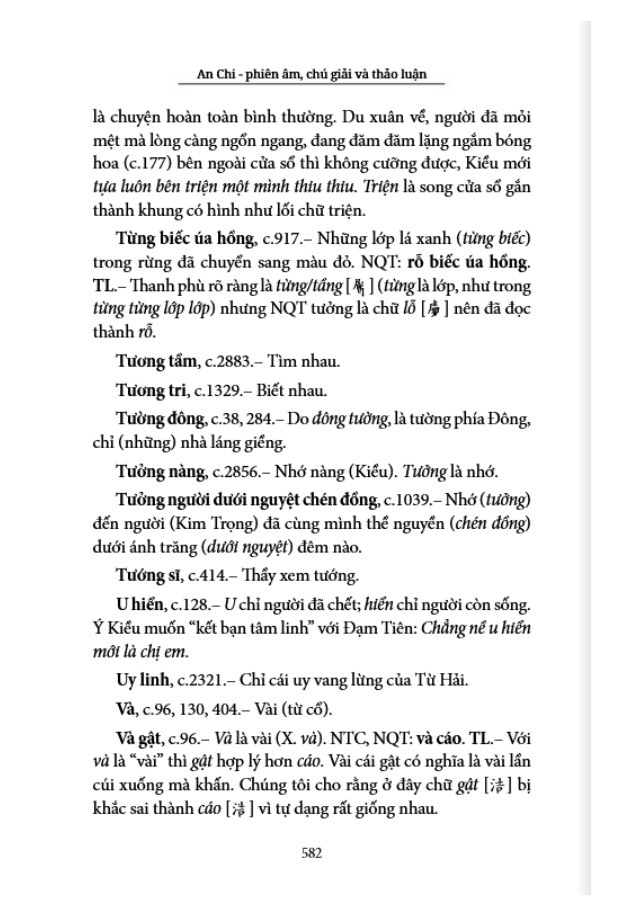 An Chi - phiên âm, chú giải và thảo luận
là chuyện hoàn toàn bình thường. Du xuân về, người đã mỏi
mệt mà lòng càng ngổn ngang, đang đăm đăm lặng ngắm bóng
hoa (c.177) bên ngoài cửa sổ thì không cưỡng được, Kiều mới
tựa luôn bên triện một mình thiu thiu. Triện là song cửa sổ gắn
thành khung có hình như lối chữ triện.
Từng biếc úa hồng, c.917.– Những lớp lá xanh (từng biếc)
trong rừng đã chuyển sang màu đỏ. NQT: rỗ biếc úa hồng.
TL.– Thanh phù rõ ràng là từng/tầng [ ] (từng là lớp, như trong
từng từng lớp lớp) nhưng NQT tưởng là chữ lỗ [ ] nên đã đọc
thành rỗ.
Tương tầm, c.2883.– Tìm nhau.
Tương tri, c.1329.– Biết nhau.
Tường đông, c.38, 284.– Do đông tường, là tường phía Đông,
chỉ (những) nhà láng giềng.
Tưởng nàng, c.2856.– Nhớ nàng (Kiều). Tưởng là nhớ.
Tưởng người dưới nguyệt chén đồng, c.1039.– Nhớ (tưởng)
đến người (Kim Trọng) đã cùng mình thề nguyền (chén đồng)
dưới ánh trăng (dưới nguyệt) đêm nào.
Tướng sĩ, c.414.– Thầy xem tướng.
U hiển, c.128.– U chỉ người đã chết; hiển chỉ người còn sống.
Ý Kiều muốn “kết bạn tâm linh” với Đạm Tiên: Chẳng nề u hiển
mới là chị em.
Uy linh, c.2321.– Chỉ cái uy vang lừng của Từ Hải.
Và, c.96, 130, 404.– Vài (từ cổ).
Và gật, c.96.– Và là vài (X. và). NTC, NQT: và cáo. TL.– Với
và là “vài” thì gật hợp lý hơn cáo. Vài cái gật có nghĩa là vài lần
cúi xuống mà khấn. Chúng tôi cho rằng ở đây chữ gật [ ] bị
khắc sai thành cáo [ ] vì tự dạng rất giống nhau.
582